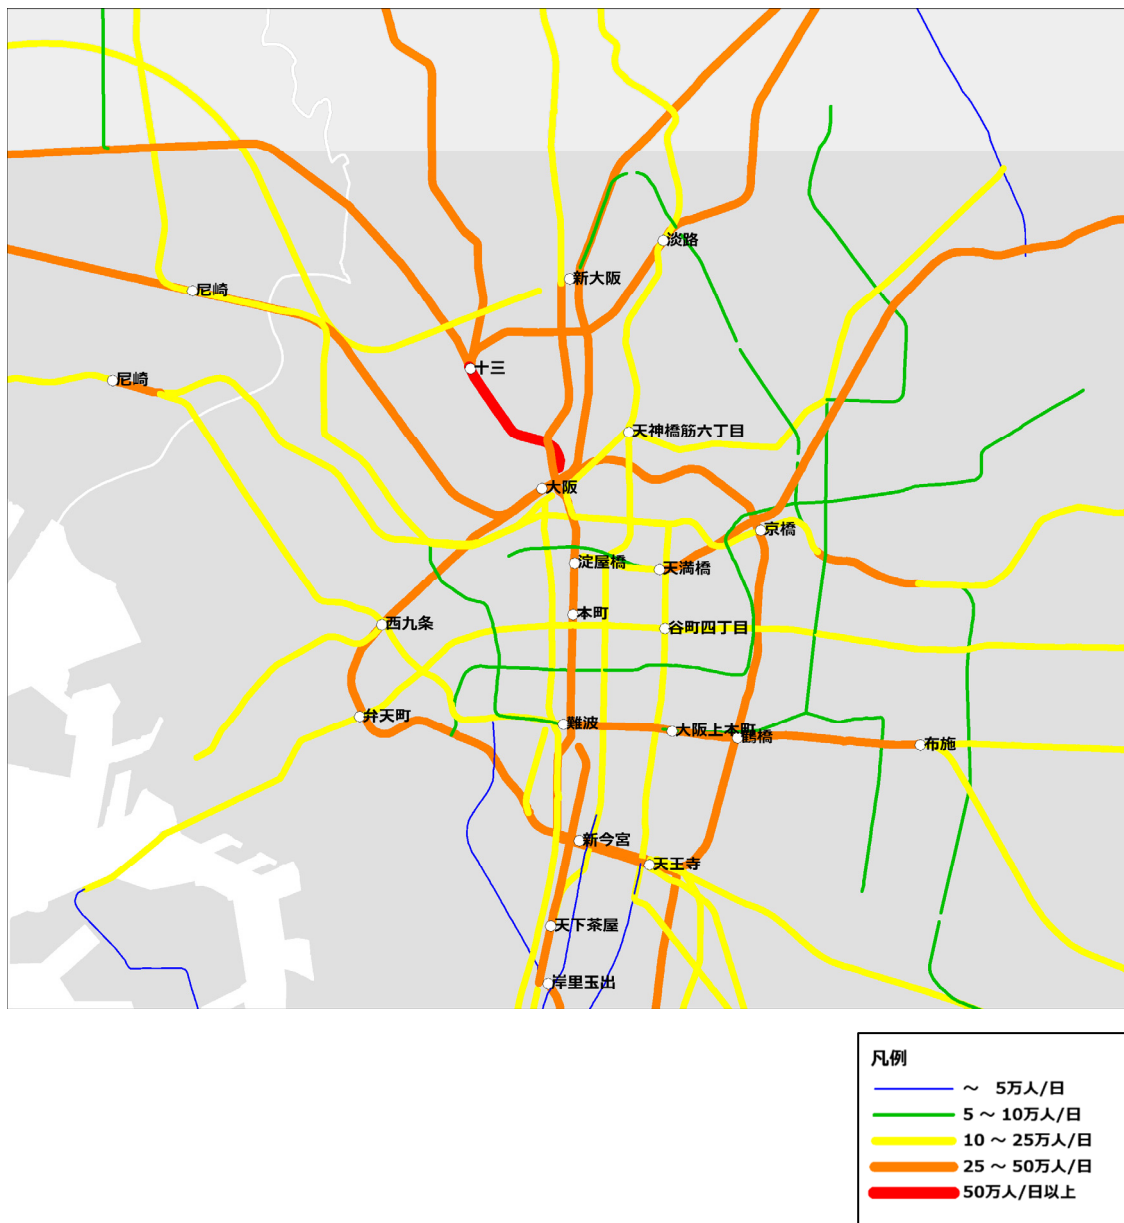 淡路
新大阪
尼崎
十三
尼崎
天神橋筋六丁目
大阪
京橋
淀屋橋
天満橋
本町
西九条
谷町四丁目
弁天町
難波
大阪上本町
鶴橋
布施
新今宮
天王寺
天下茶屋
岸里玉出
凡例
～ 5万人/日
5 ～ 10万人/日
10 ～ 25万人/日
25 ～ 50万人/日
50万人/日以上